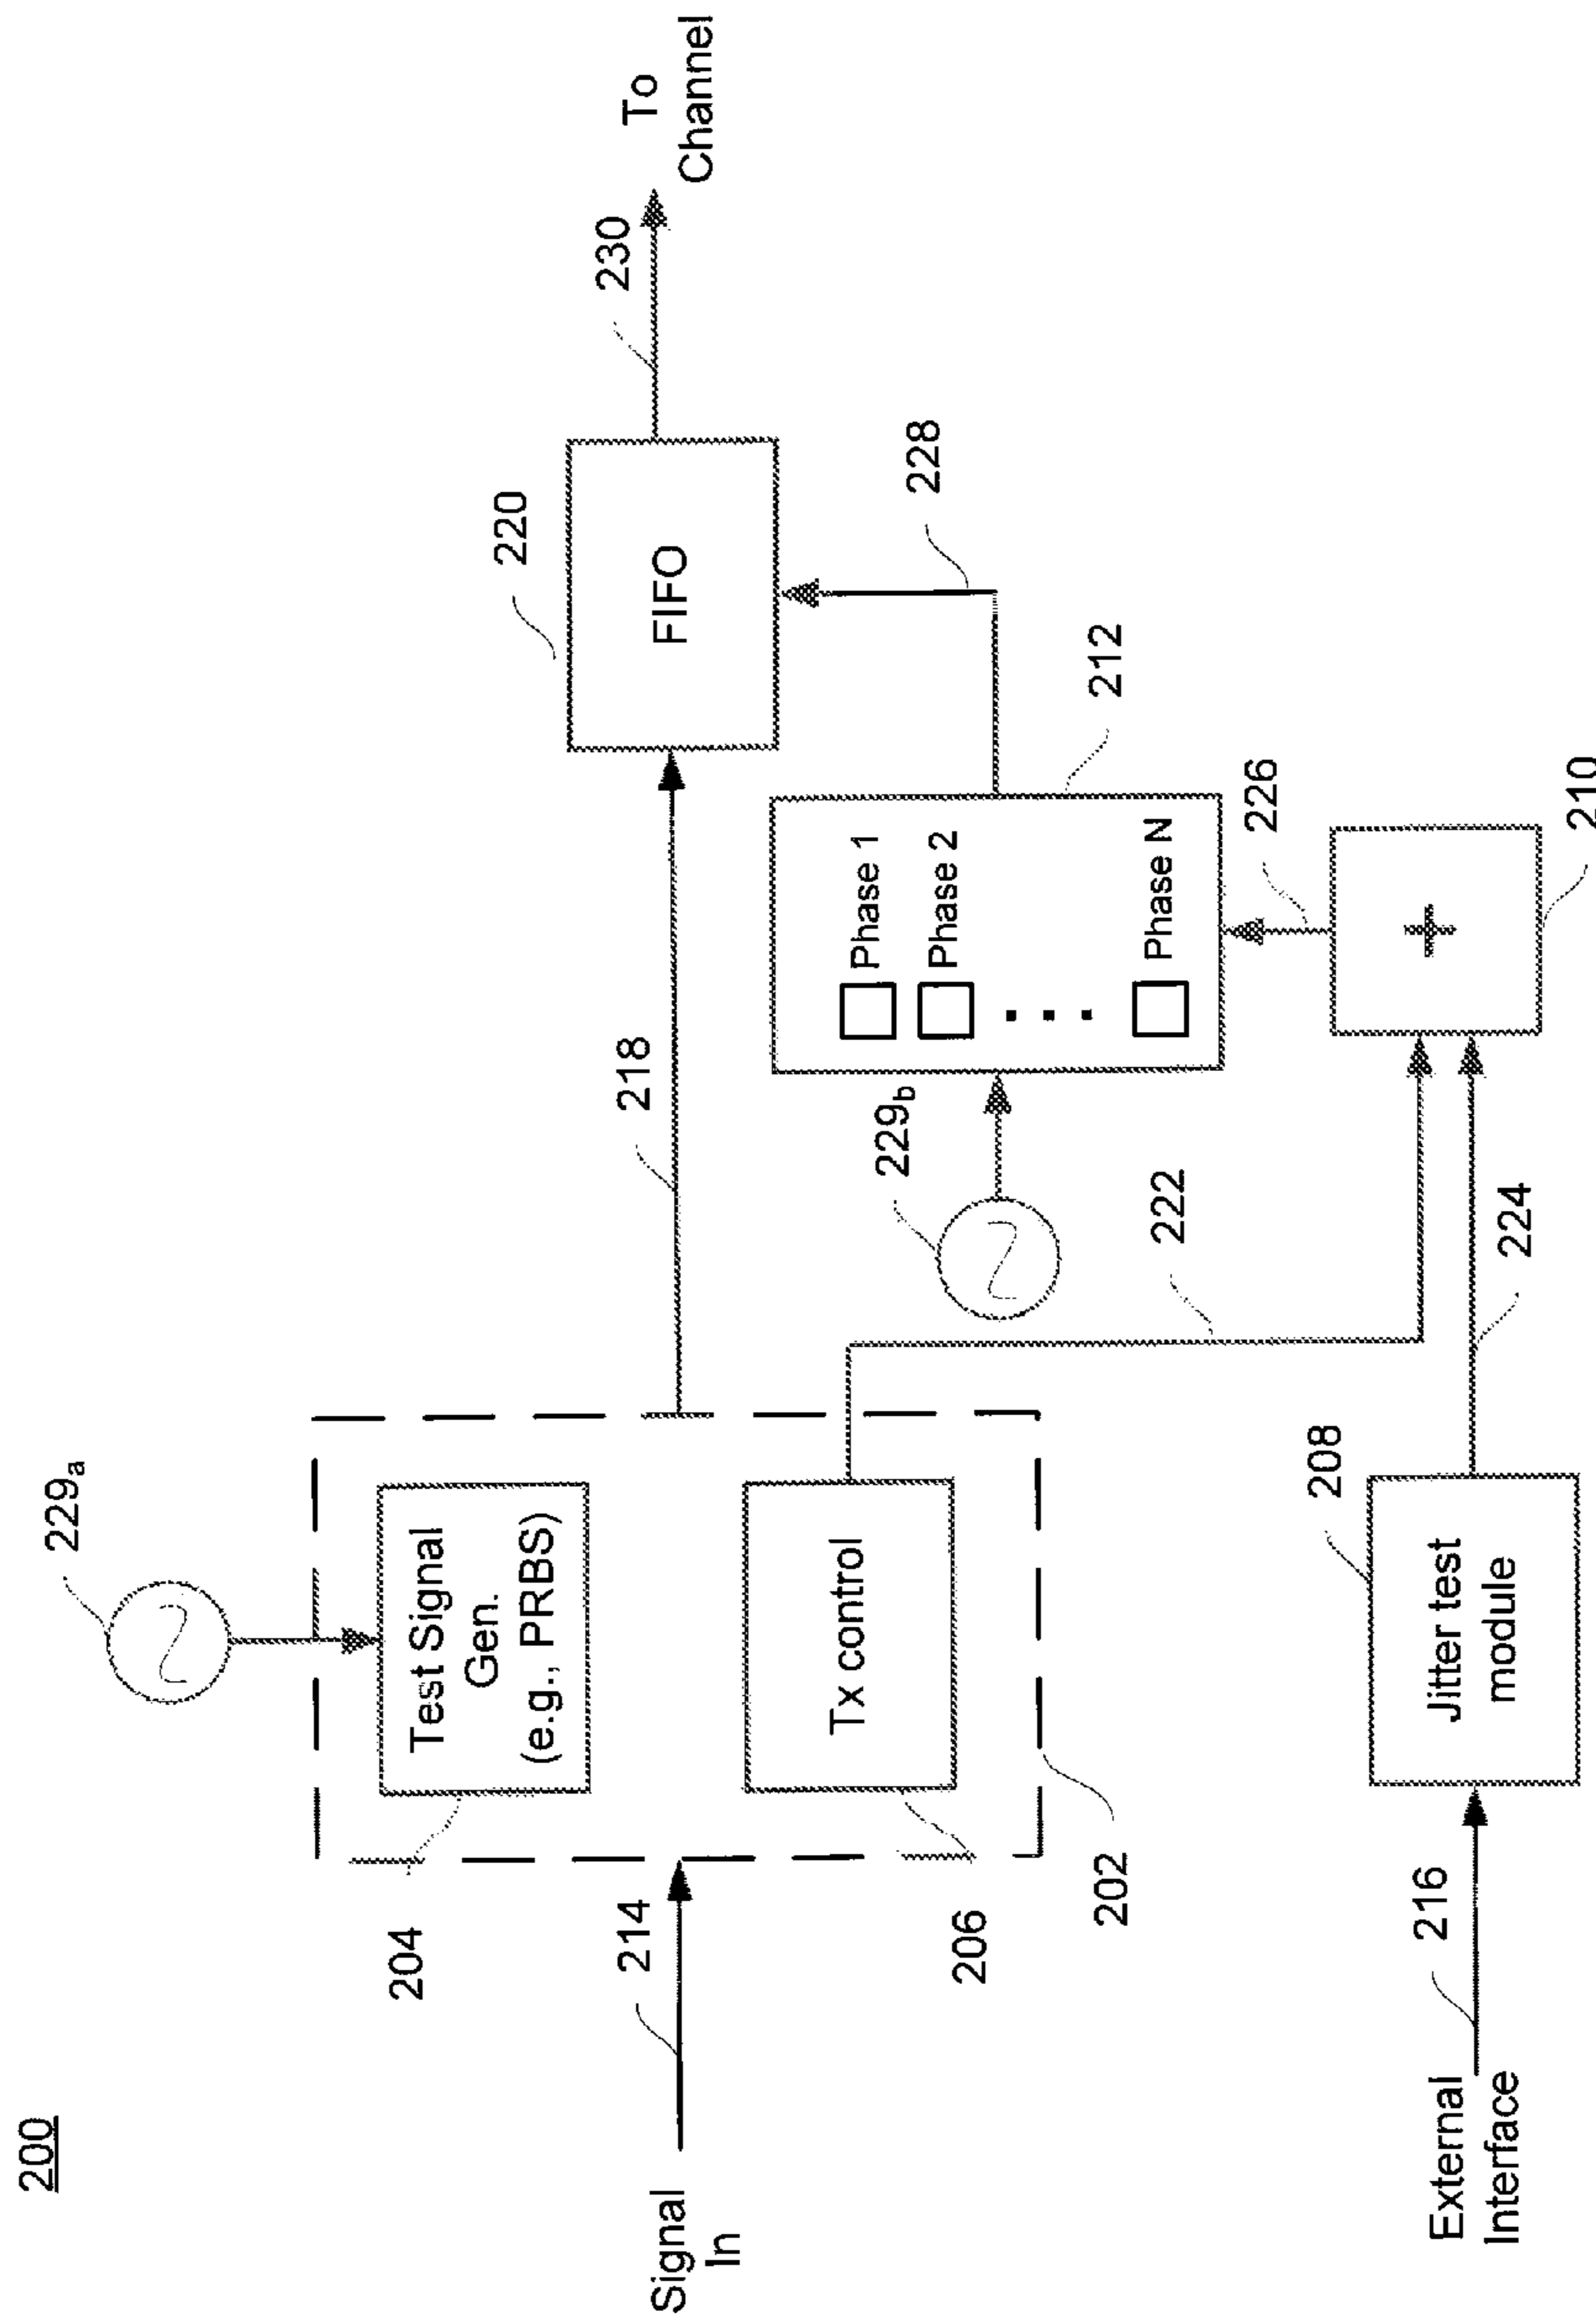 200
229a
204
Test Signal
Gen.
(e.g., PRBS)
Signal
In
214
218
220
FIFO
230
To
Channel
206
Tx control
202
222
229b
Phase 1
Phase 2
...
Phase N
212
228
226
External
Interface
216
Jitter test
module
208
224
+
210